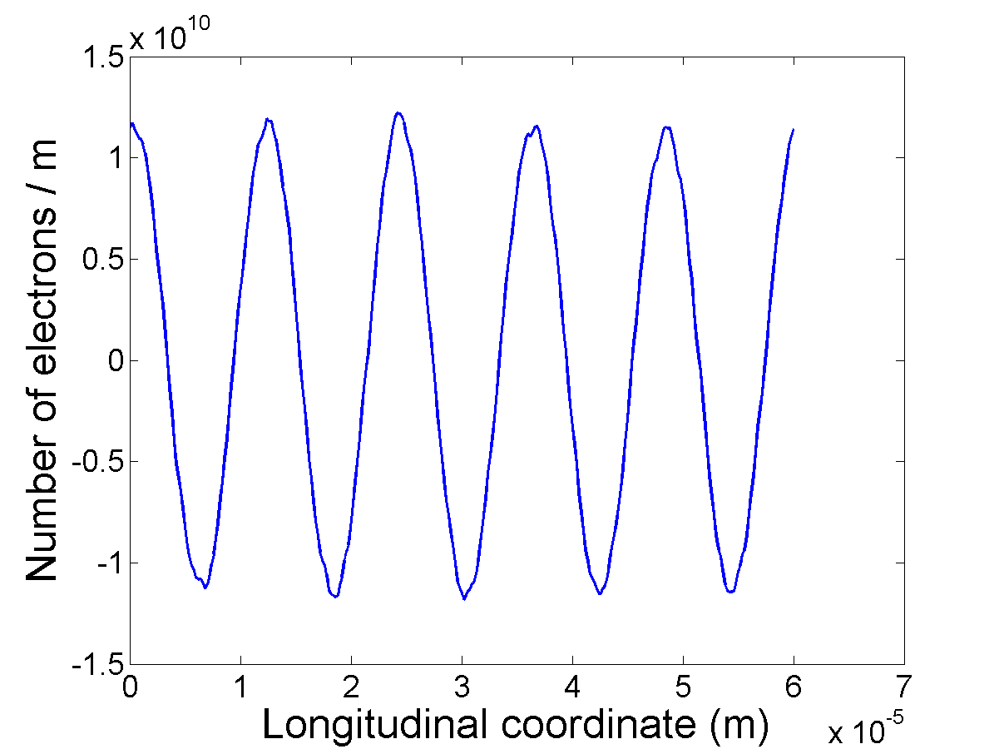 x 10^10
1.5
1
0.5
0
-0.5
-1
-1.5
Number of electrons / m
0 1 2 3 4 5 6 7
Longitudinal coordinate (m)
x 10^-5